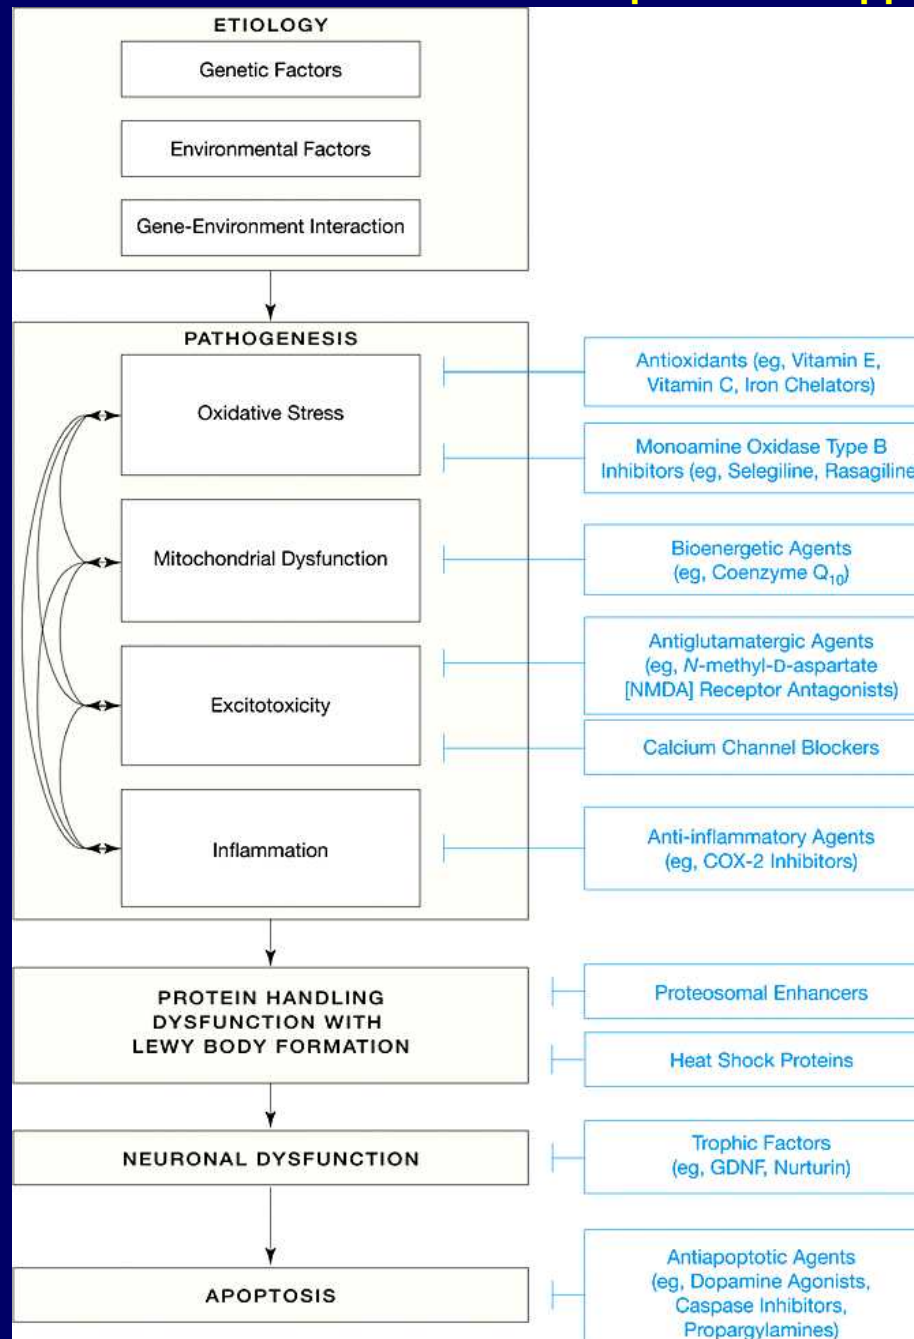 ETIOLOGY
Genetic Factors
Environmental Factors
Gene-Environment Interaction
PATHOGENESIS
Oxidative Stress
Mitochondrial Dysfunction
Excitotoxicity
Inflammation
Antioxidants (eg, Vitamin E,
Vitamin C, Iron Chelators)
Monoamine Oxidase Type B
Inhibitors (eg, Selegiline, Rasagiline
Bioenergetic Agents
(eg, Coenzyme Q10)
Antiglutamatergic Agents
(eg, N-methyl-D-aspartate
[NMDA] Receptor Antagonists)
Calcium Channel Blockers
Anti-inflammatory Agents
(eg, COX-2 Inhibitors)
PROTEIN HANDLING
DYSFUNCTION WITH
LEWY BODY FORMATION
Proteosomal Enhancers
Heat Shock Proteins
NEURONAL DYSFUNCTION
Trophic Factors
(eg, GDNF, Nurturin)
APOPTOSIS
Antiapoptotic Agents
(eg, Dopamine Agonists,
Caspase Inhibitors,
Propargylamines)